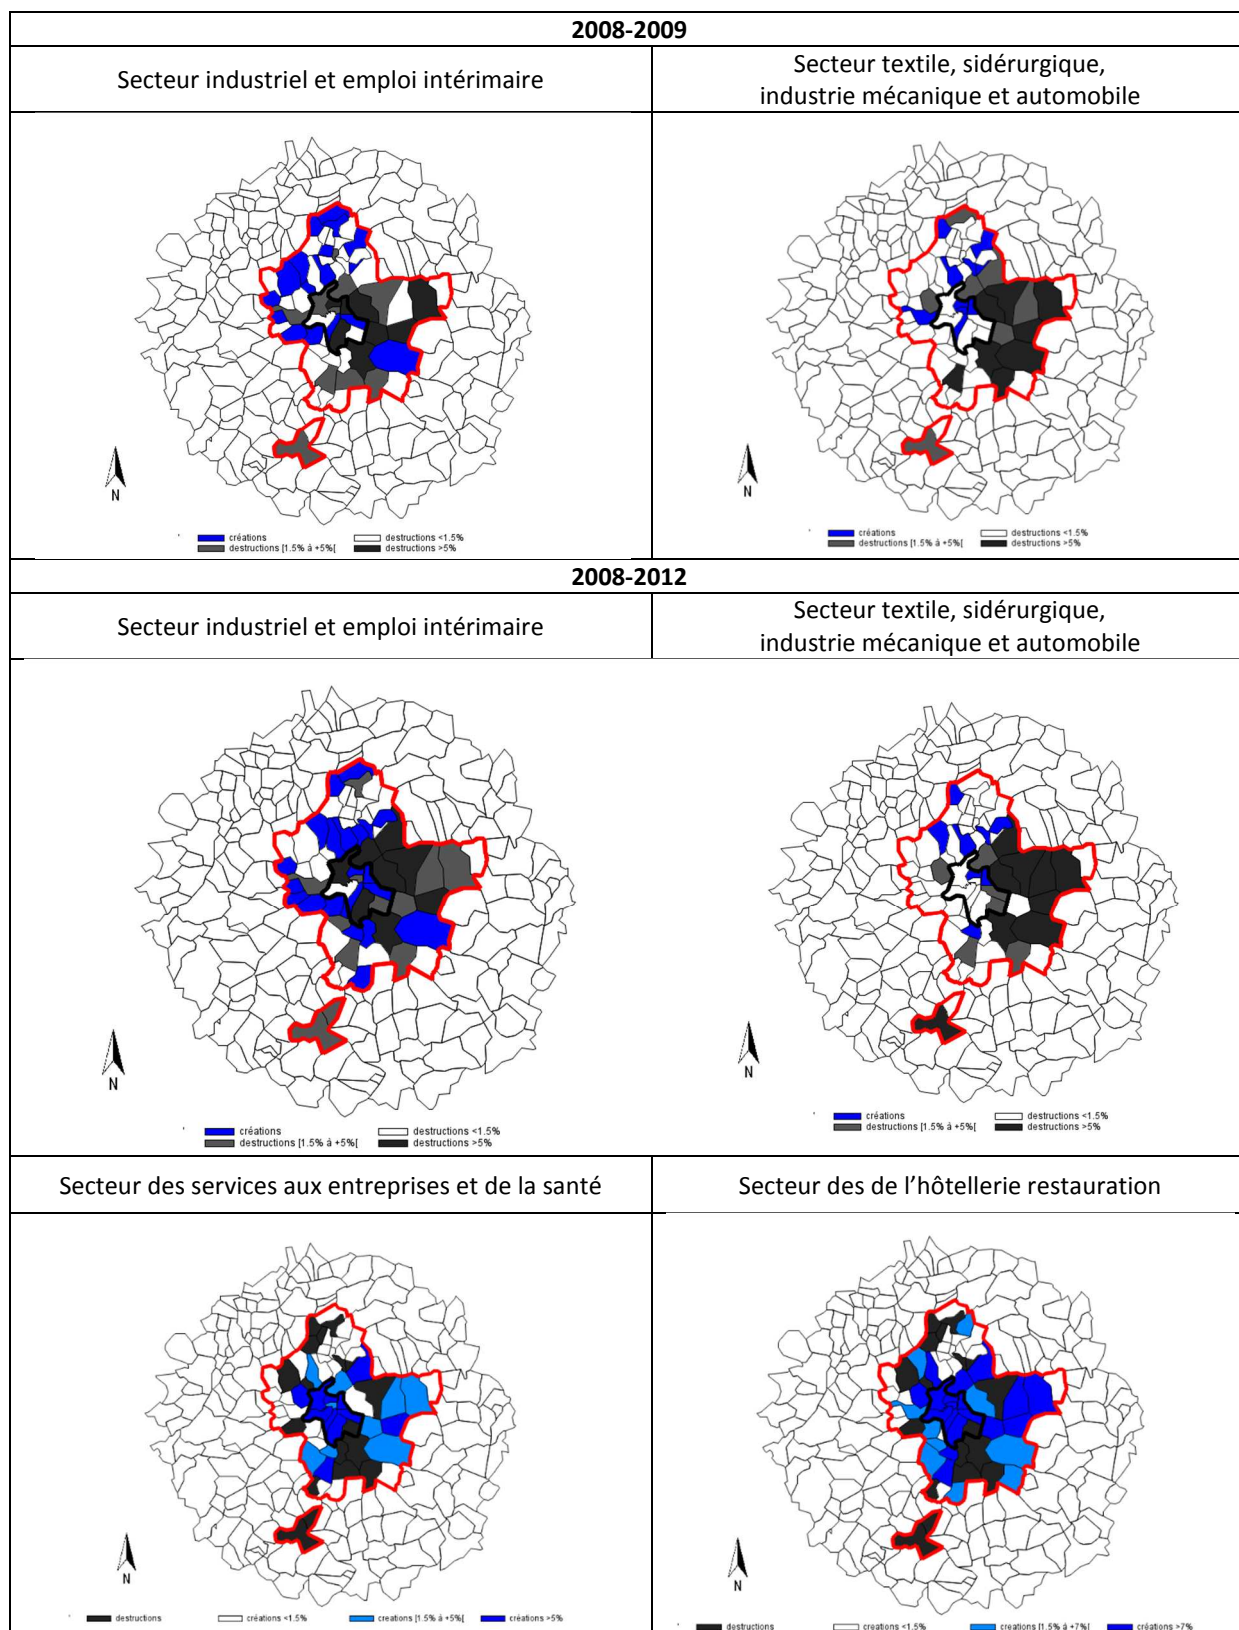 2008-2009
Secteur industriel et emploi intérimaire
Secteur textile, sidérurgique,
industrie mécanique et automobile
N
créations
destructions <1.5%
destructions [1.5% à +5%[
destructions >5%
N
créations
destructions <1.5%
destructions [1.5% à +5%[
destructions >5%
2008-2012
Secteur industriel et emploi intérimaire
Secteur textile, sidérurgique,
industrie mécanique et automobile
N
créations
destructions <1.5%
destructions [1.5% à +5%[
destructions >5%
N
créations
destructions <1.5%
destructions [1.5% à +5%[
destructions >5%
Secteur des services aux entreprises et de la santé
Secteur des de l’hôtellerie restauration
N
destructions
créations <1.5%
créations [1.5% à +5%[
créations >5%
N
destructions
creations <1.5%
creations [1.5% à +7%[
créations >7%